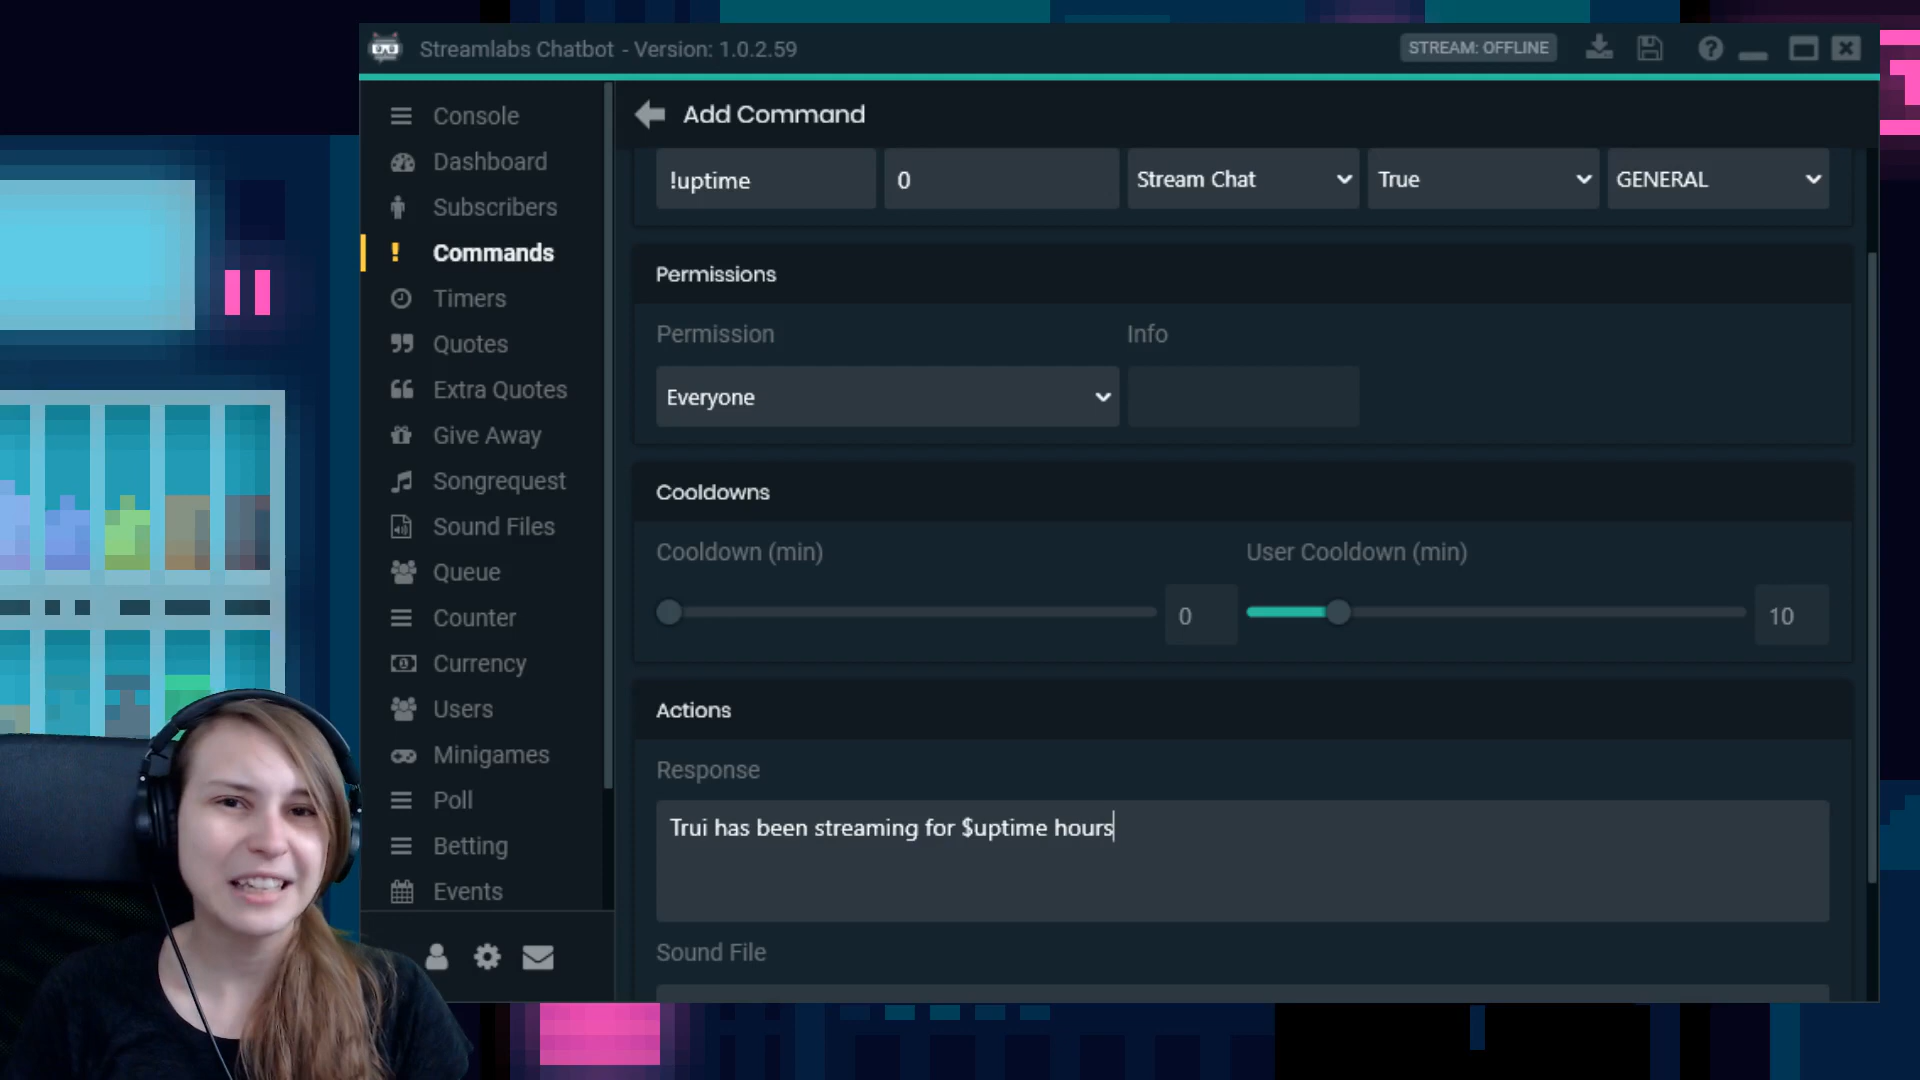 Streamlabs Chatbot - Version: 1.0.2.59
STREAM: OFFLINE
Console
Dashboard
Subscribers
Commands
Timers
Quotes
Extra Quotes
Give Away
Songrequest
Sound Files
Queue
Counter
Currency
Users
Minigames
Poll
Betting
Events
Add Command
!uptime
0
Stream Chat
True
GENERAL
Permissions
Permission
Info
Everyone
Cooldowns
Cooldown (min)
User Cooldown (min)
0
10
Actions
Response
Trui has been streaming for $uptime hours
Sound File